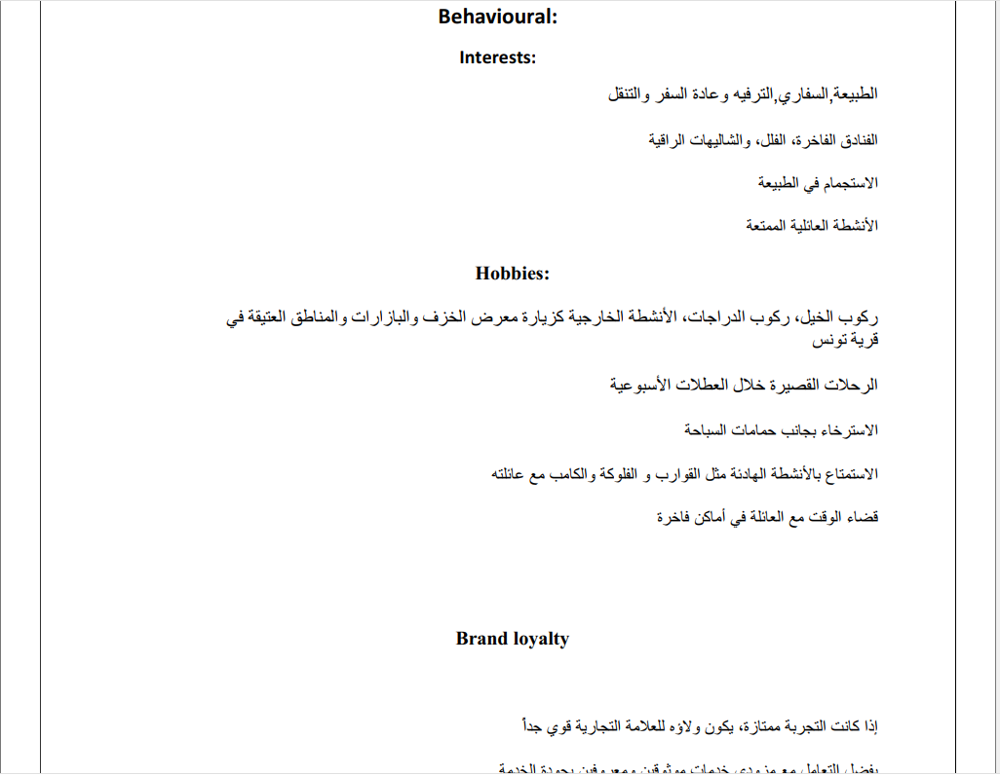 Behavioural:
Interests:
الطبيعة,السفاري,الترفيه وعادة السفر والتنقل
الفنادق الفاخرة، الفلل، والشاليهات الراقية
الاستجمام في الطبيعة
الأنشطة العائلية الممتعة
Hobbies:
ركوب الخيل، ركوب الدراجات، الأنشطة الخارجية كزيارة معرض الخزف والبازارات والمناطق العتيقة في
قرية تونس
الرحلات القصيرة خلال العطلات الأسبوعية
الاسترخاء بجانب حمامات السباحة
الاستمتاع بالأنشطة الهادئة مثل القوارب و الفلوكة والكامب مع عائلته
قضاء الوقت مع العائلة في أماكن فاخرة
Brand loyalty
إذا كانت التجربة ممتازة، يكون ولاؤه للعلامة التجارية قوي جداً
يفضل التعامل مع مزودي خدمات موثوقين ومعروفين بجودة الخدمة